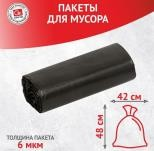 ПАКЕТЫ
ДЛЯ МУСОРА
42 см
48 см
ТОЛЩИНА ПАКЕТА
6 мкм